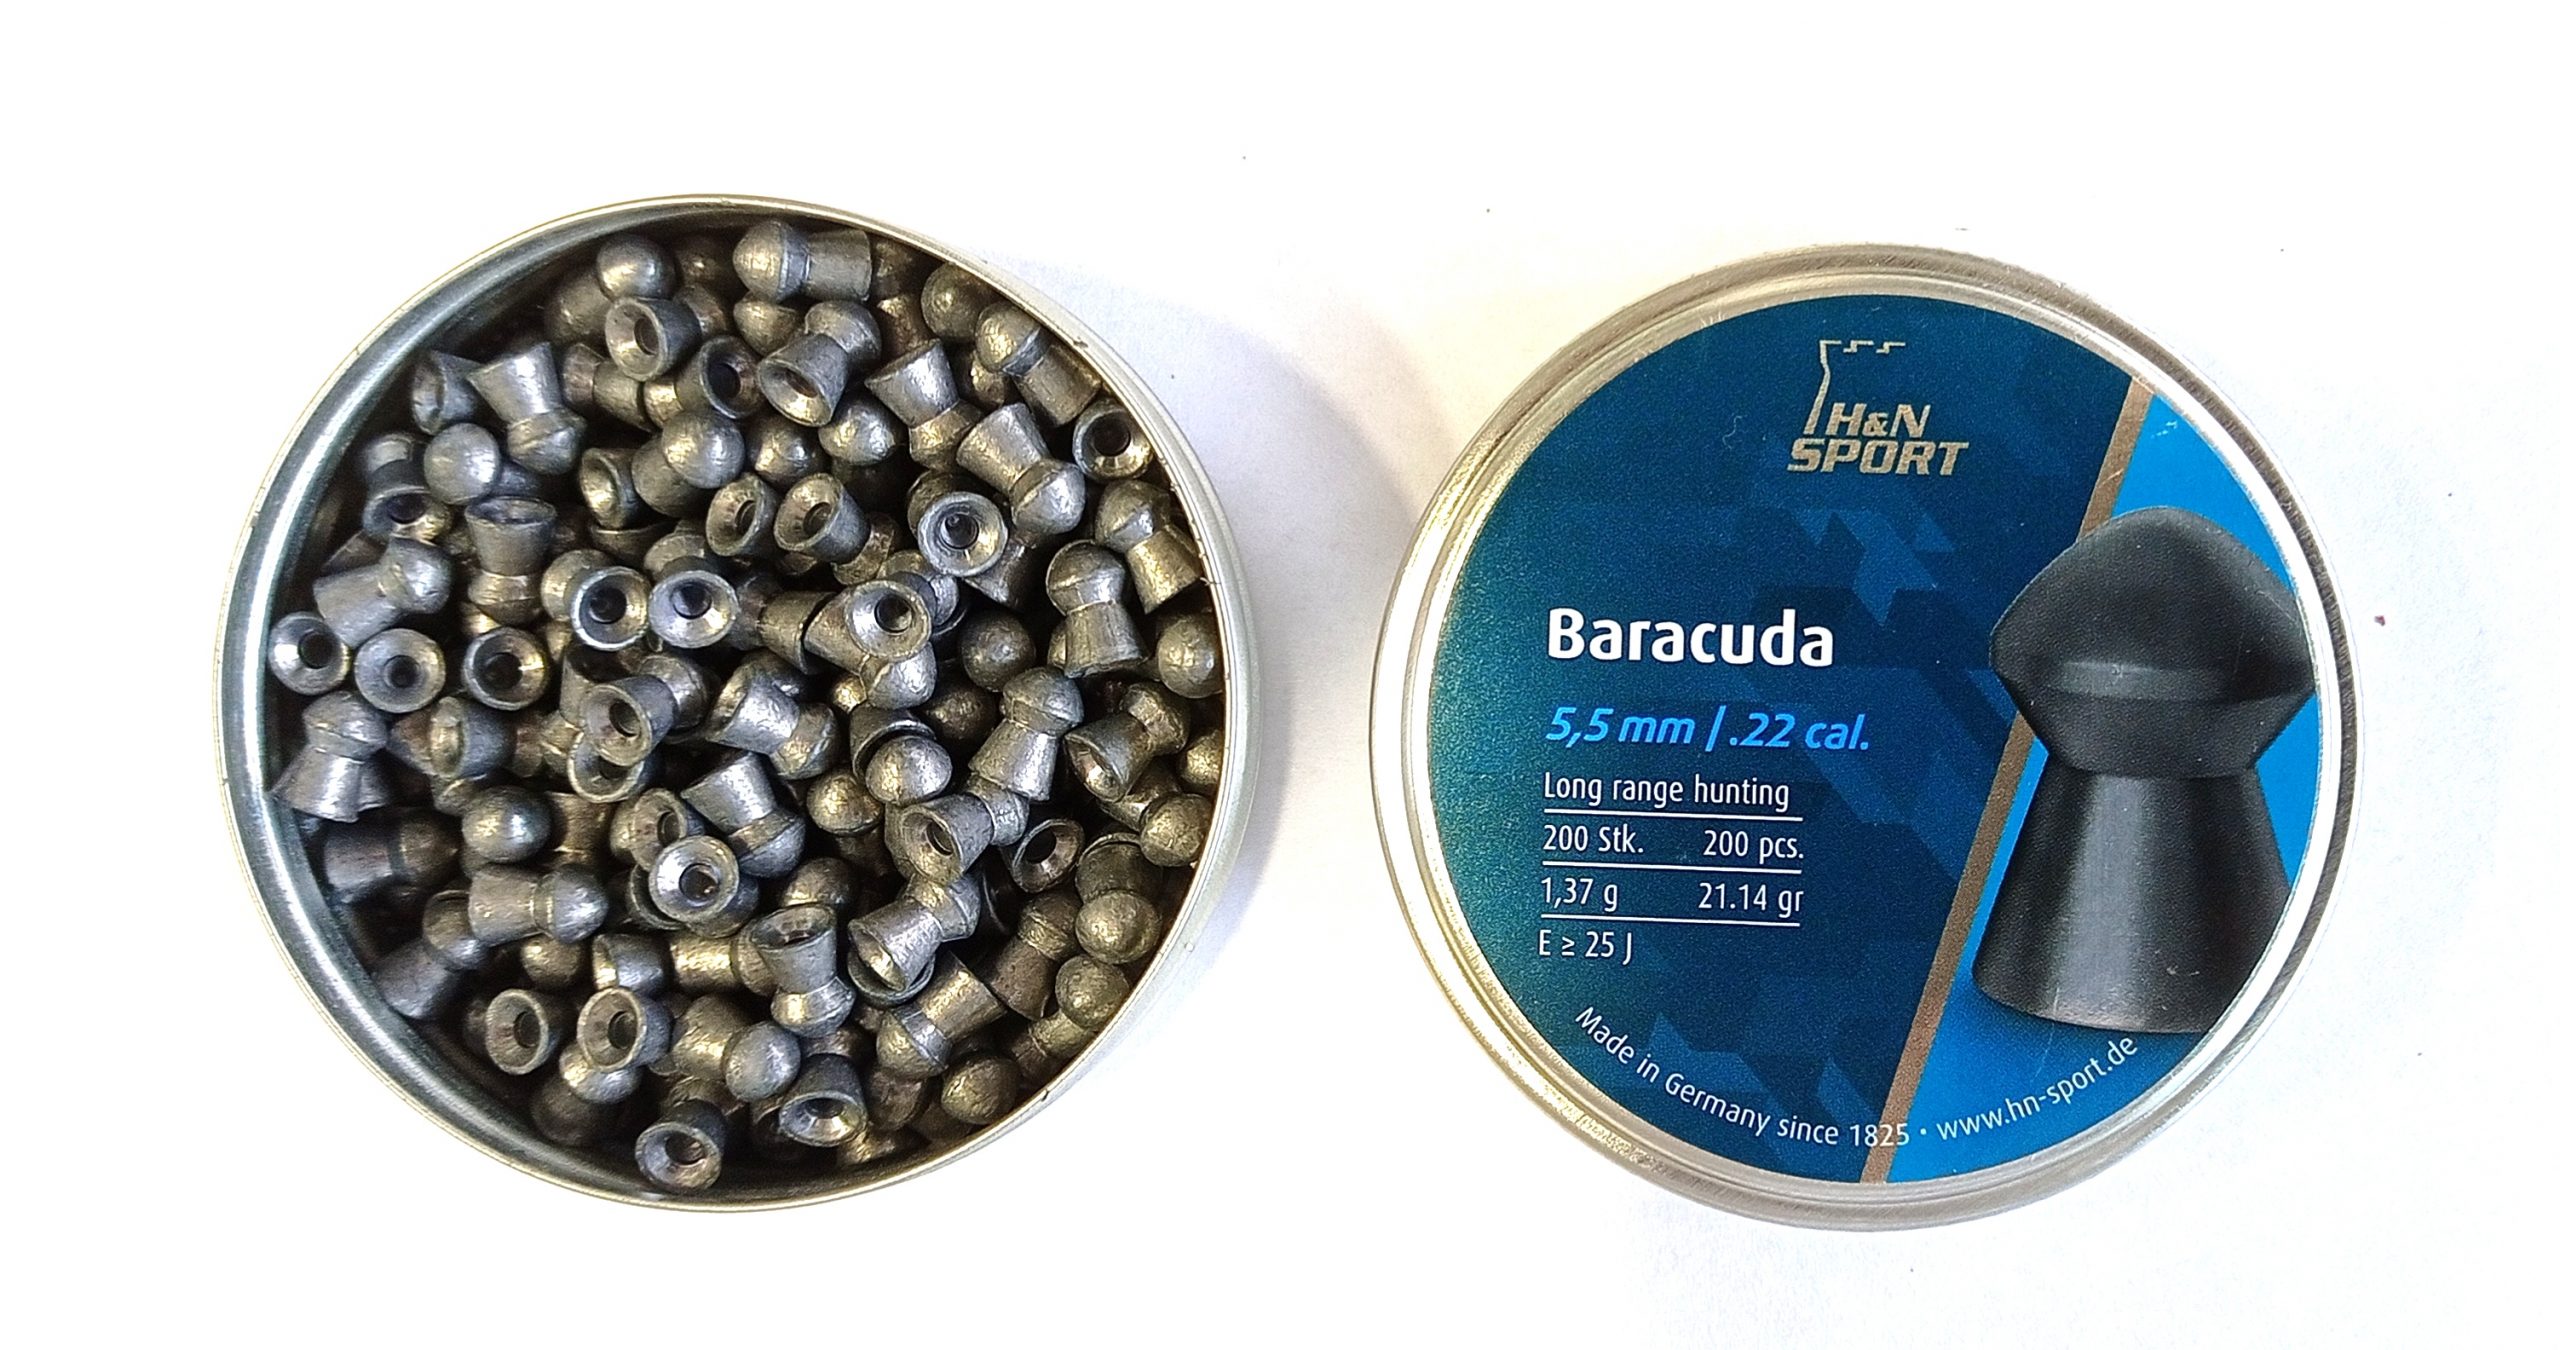 H&N
SPORT
Baracuda
5,5 mm / .22 cal.
Long range hunting
200 Stk. 200 pcs.
1,37 g 21.14 gr
E ≥ 25 J
Made in Germany since 1825 · www.hn-sport.de